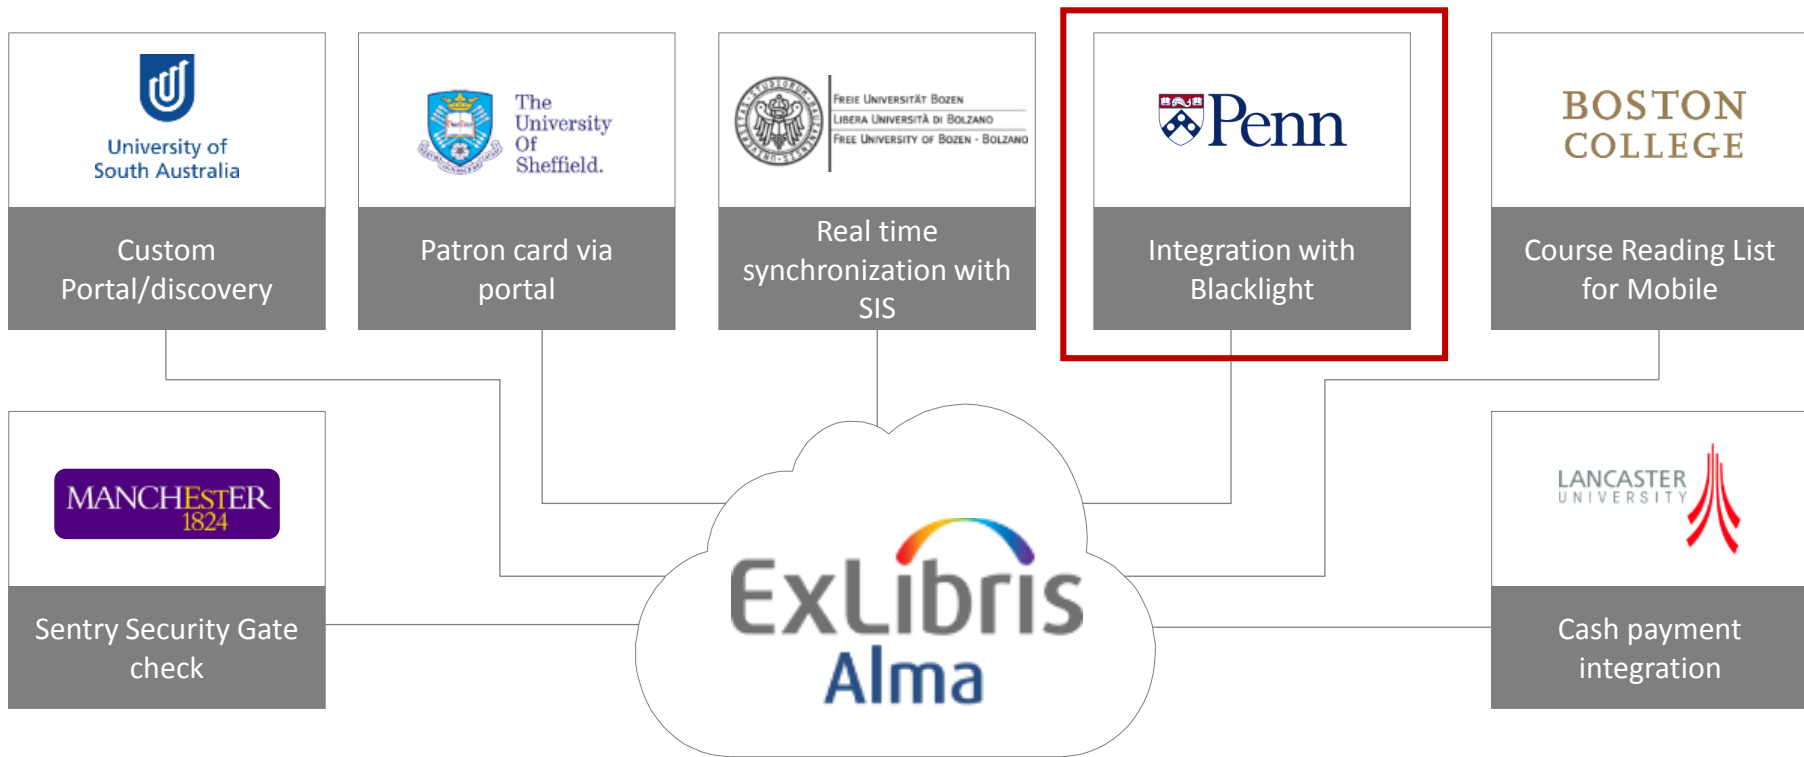 University of
South Australia
Custom
Portal/discovery
The
University
Of
Sheffield.
Patron card via
portal
FREIE UNIVERSITÄT BOZEN
LIBERA UNIVERSITÀ DI BOLZANO
FREE UNIVERSITY OF BOZEN · BOLZANO
Real time
synchronization with
SIS
Penn
Integration with
Blacklight
BOSTON
COLLEGE
Course Reading List
for Mobile
MANCHESTER
1824
Sentry Security Gate
check
ExLibris
Alma
LANCASTER
UNIVERSITY
Cash payment
integration